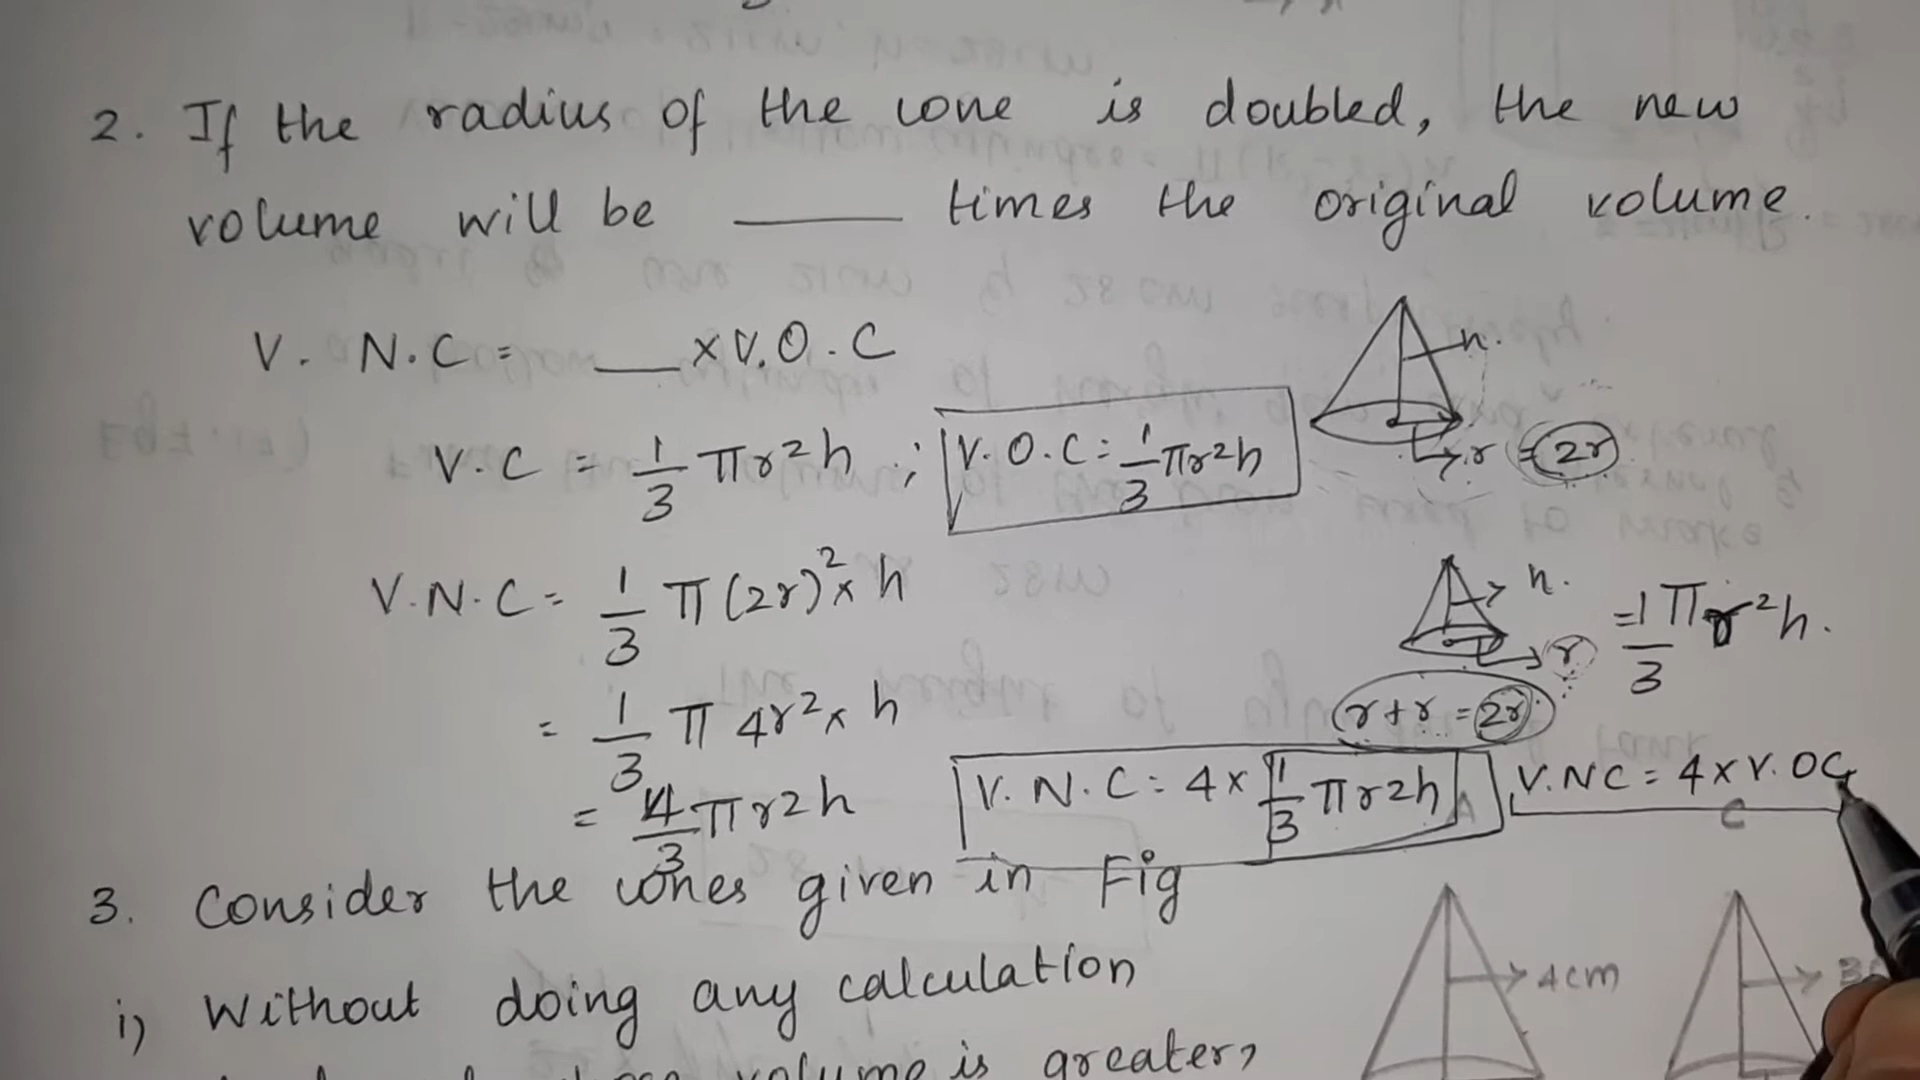 2. If the radius of the cone is doubled, the new
volume will be ____ times the original volume.
V. N.C = ___ x V.O.C
h.
r = 2r
V.C = 1/3 πr²h ; V.O.C = 1/3 πr²h
V.N.C = 1/3 π(2r)² x h
h.
r
= 1/3 πr²h.
r+r = 2r
= 1/3 π 4r² x h
= 4/3 πr2h
V.N.C = 4 x 1/3 πr2h
V.NC = 4 x V.OC
A
C
3. Consider the cones given in Fig
i) Without doing any calculation
4cm
3
volume is greater,